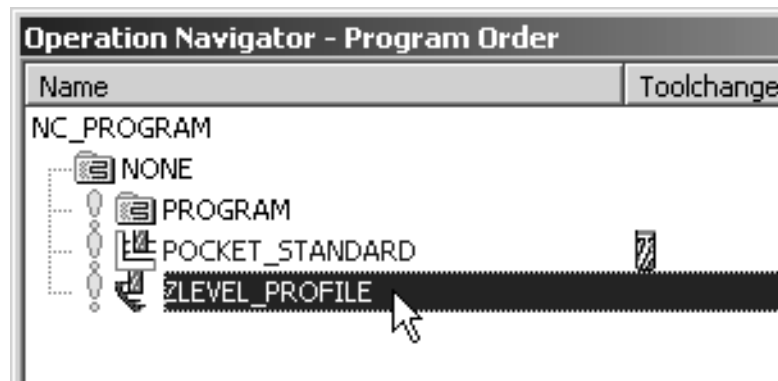 Operation Navigator - Program Order
Name Toolchange
NC_PROGRAM
NONE
PROGRAM
POCKET_STANDARD
ZLEVEL_PROFILE